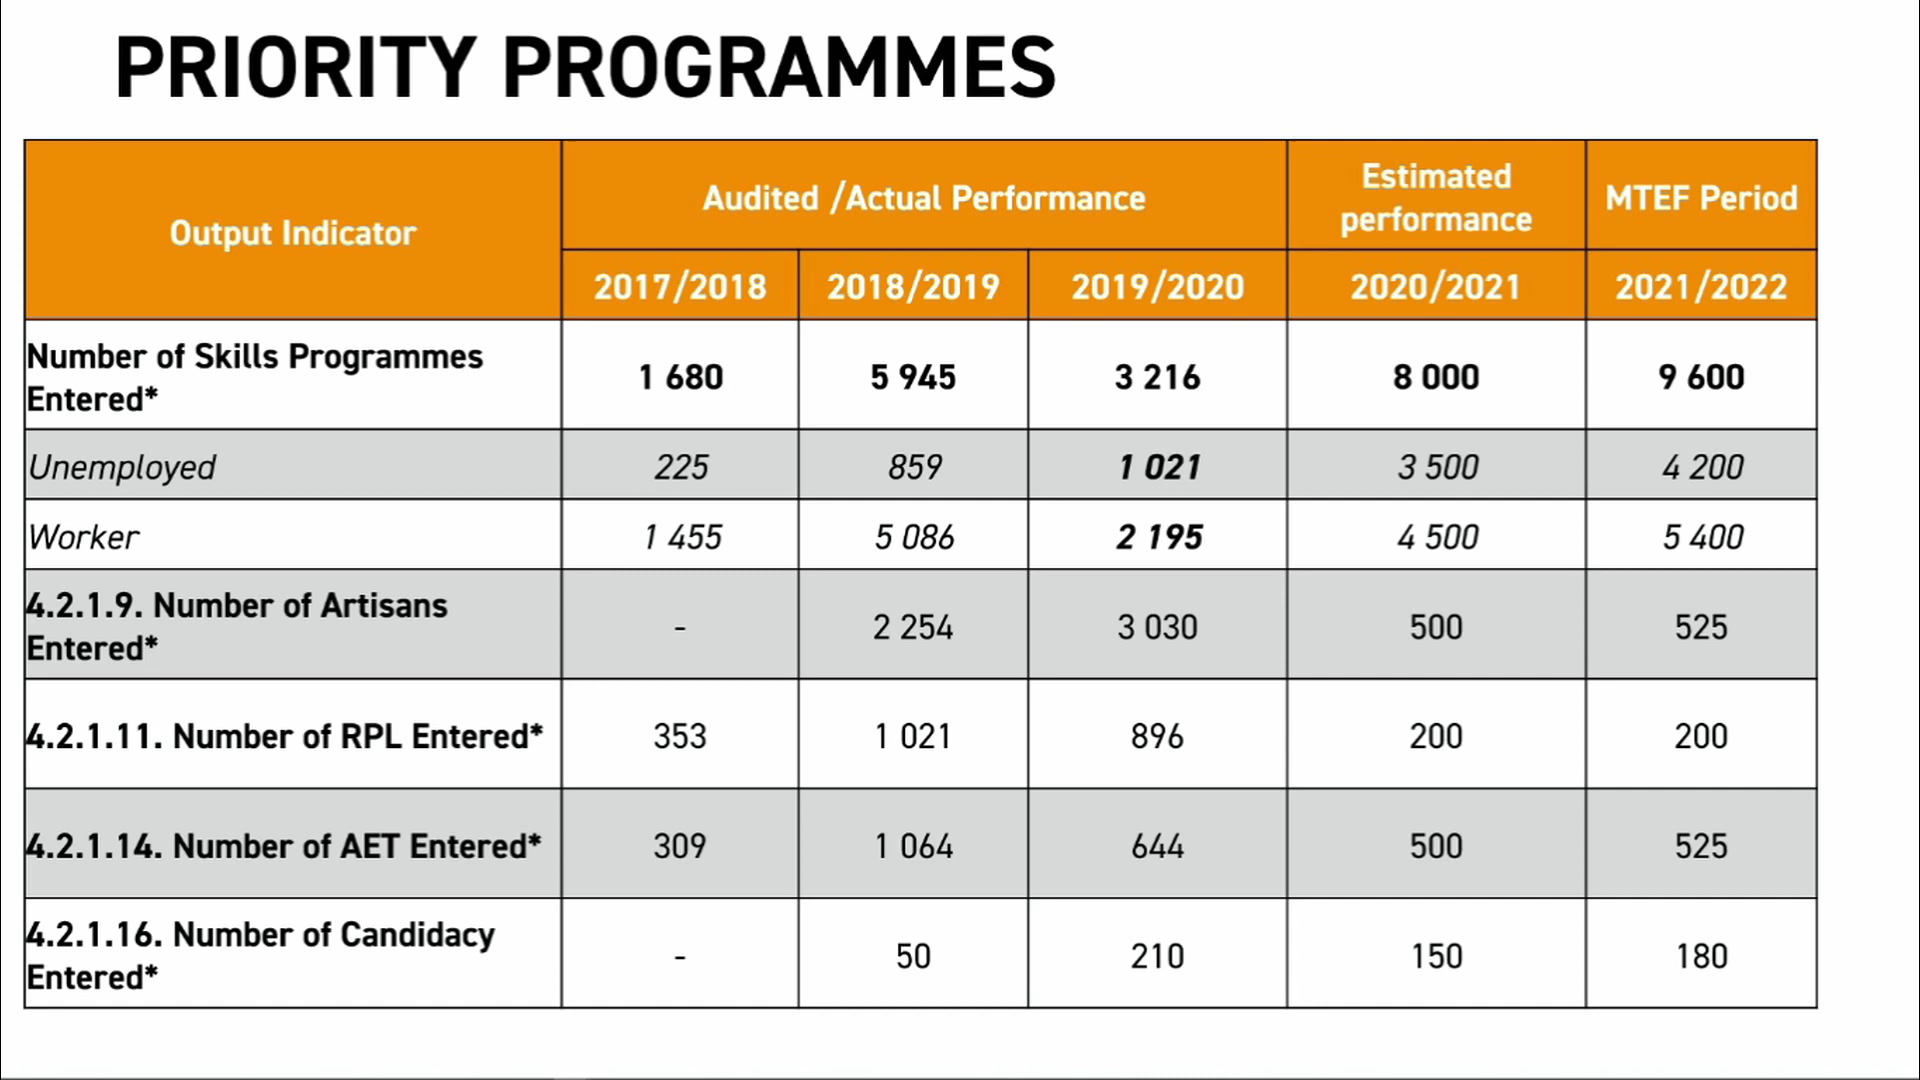 PRIORITY PROGRAMMES
Output Indicator
Audited /Actual Performance
Estimated
performance
MTEF Period
2017/2018 2018/2019 2019/2020 2020/2021 2021/2022
Number of Skills Programmes
Entered*
1 680 5 945 3 216 8 000 9 600
Unemployed 225 859 1 021 3 500 4 200
Worker 1 455 5 086 2 195 4 500 5 400
4.2.1.9. Number of Artisans
Entered*
- 2 254 3 030 500 525
4.2.1.11. Number of RPL Entered* 353 1 021 896 200 200
4.2.1.14. Number of AET Entered* 309 1 064 644 500 525
4.2.1.16. Number of Candidacy
Entered*
- 50 210 150 180